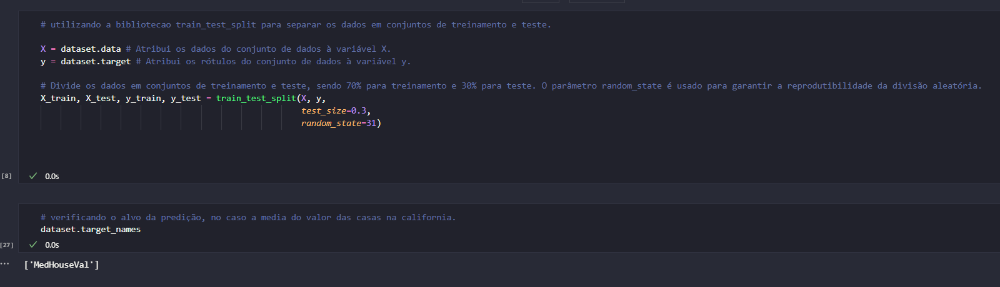 # utilizando a bibliotecao train_test_split para separar os dados em conjuntos de treinamento e teste.
X = dataset.data # Atribui os dados do conjunto de dados à variável X.
y = dataset.target # Atribui os rótulos do conjunto de dados à variável y.
# Divide os dados em conjuntos de treinamento e teste, sendo 70% para treinamento e 30% para teste. O parâmetro random_state é usado para garantir a reprodutibilidade da divisão aleatória.
X_train, X_test, y_train, y_test = train_test_split(X, y,
test_size=0.3,
random_state=31)
[8] 0.0s
# verificando o alvo da predição, no caso a media do valor das casas na california.
dataset.target_names
[27] 0.0s
... ['MedHouseVal']